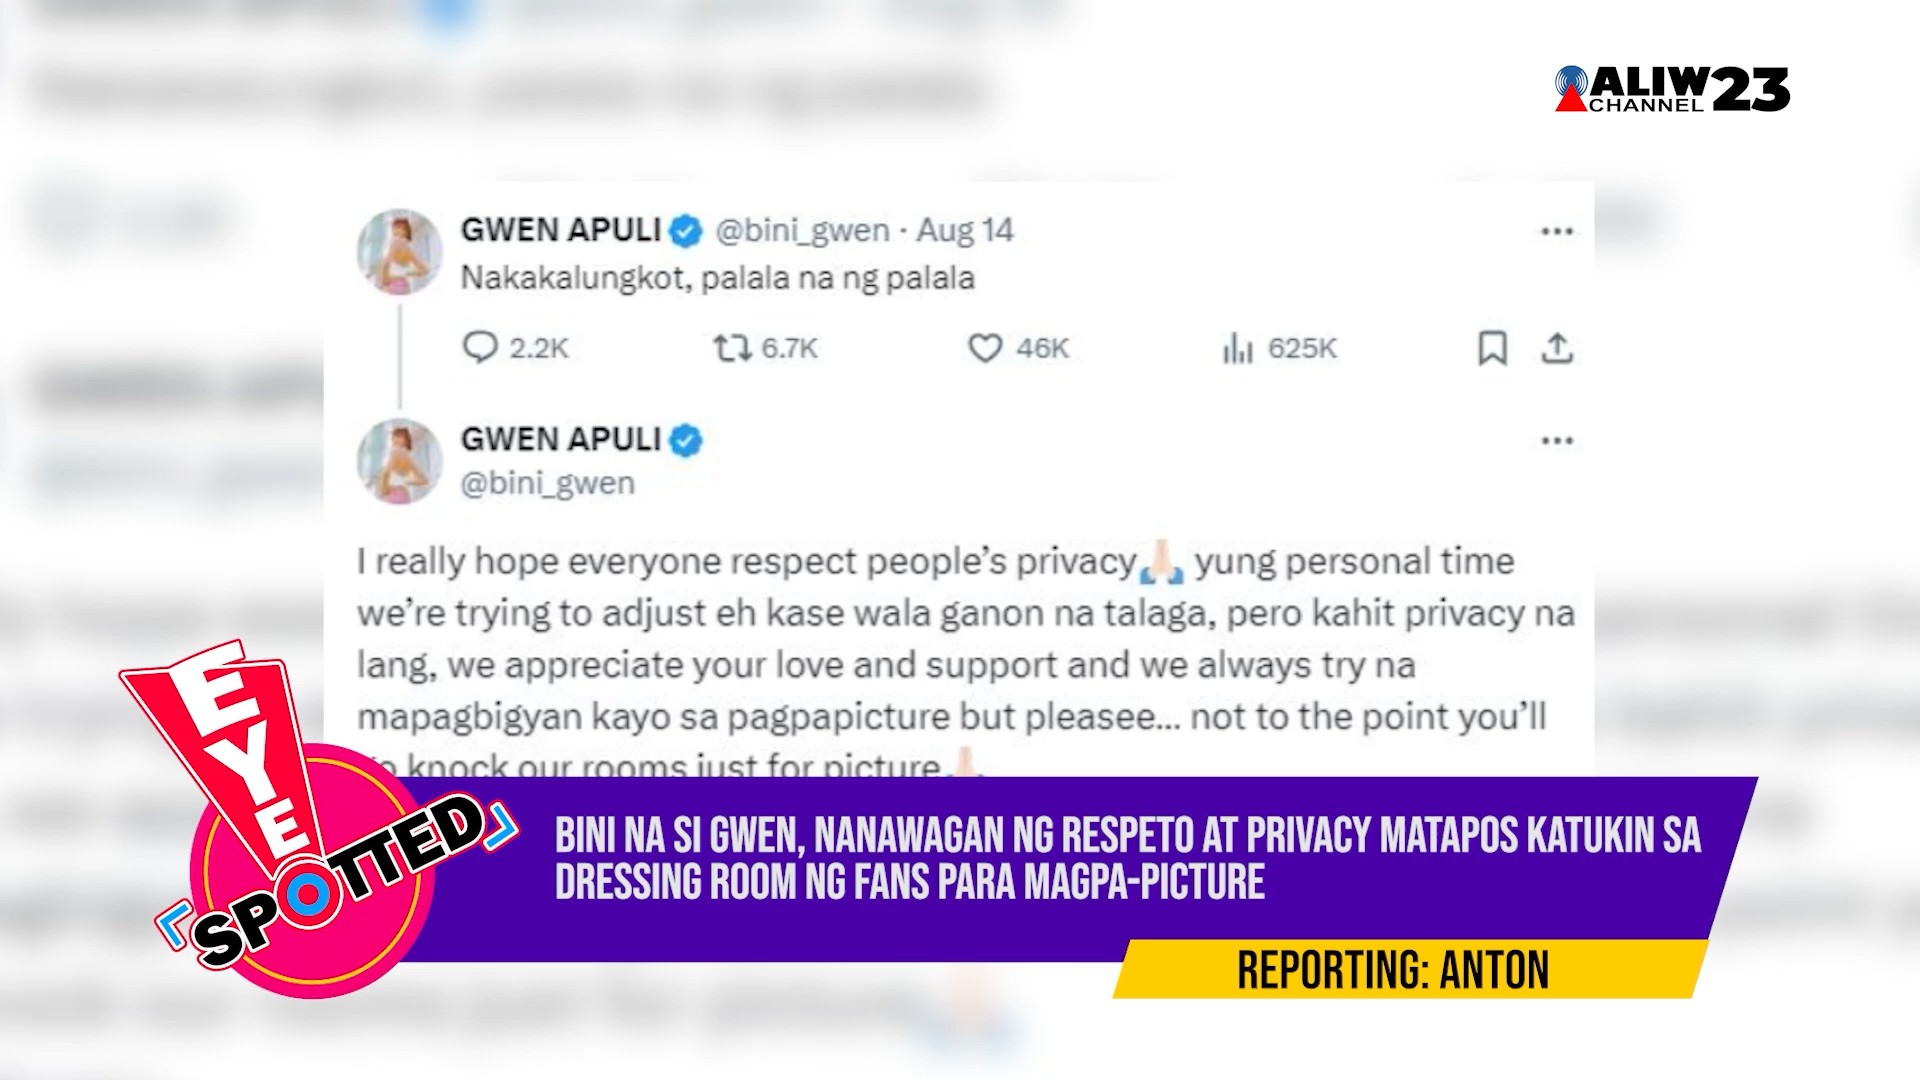 ALIW 23
CHANNEL
GWEN APULI @bini_gwen · Aug 14
Nakakalungkot, palala na ng palala
2.2K 6.7K 46K 625K
GWEN APULI
@bini_gwen
I really hope everyone respect people's privacy🙏🏻 yung personal time
we're trying to adjust eh kase wala ganon na talaga, pero kahit privacy na
lang, we appreciate your love and support and we always try na
mapagbigyan kayo sa pagpapicture but pleasee... not to the point you'll
knock our rooms just for picture🙏🏻
EYE
SPOTTED
BINI NA SI GWEN, NANAWAGAN NG RESPETO AT PRIVACY MATAPOS KATUKIN SA
DRESSING ROOM NG FANS PARA MAGPA-PICTURE
REPORTING: ANTON